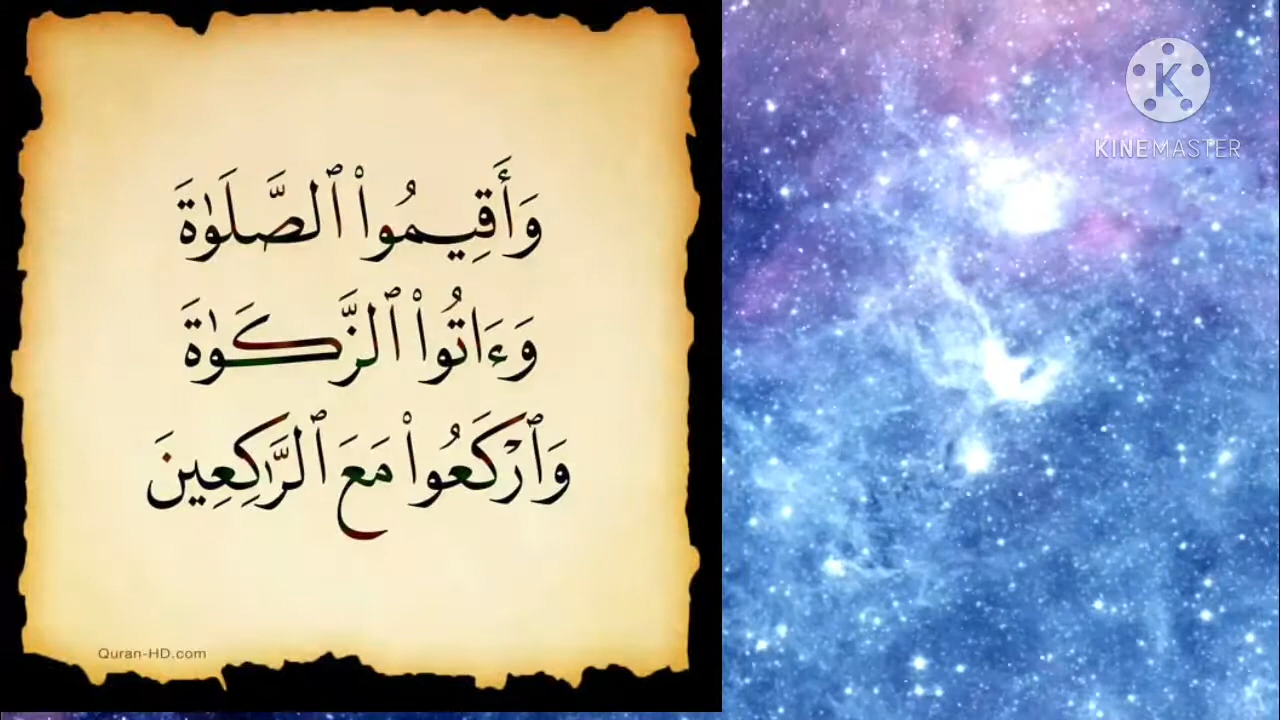 وَأَقِيمُوا۟ ٱلصَّلَوٰةَ
وَءَاتُوا۟ ٱلزَّكَوٰةَ
وَٱرْكَعُوا۟ مَعَ ٱلرَّٰكِعِينَ
Quran-HD.com
K
KINEMASTER